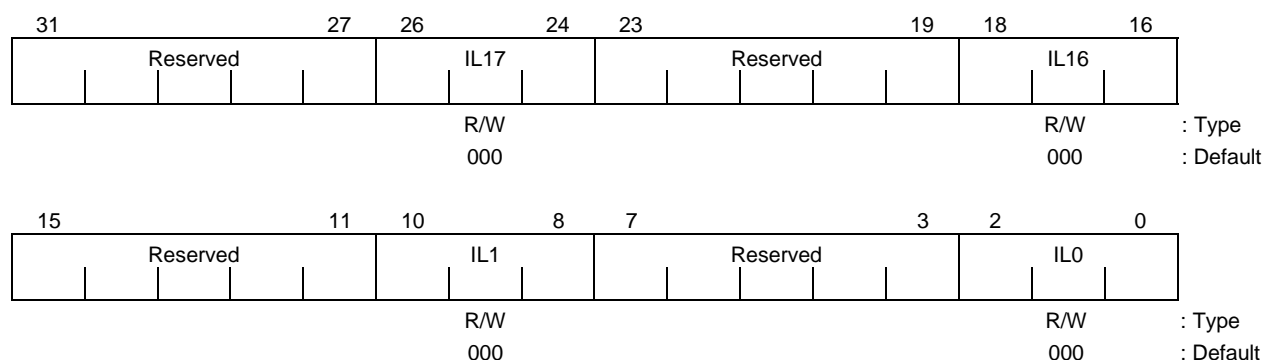 31 27 26 24 23 19 18 16
Reserved IL17 Reserved IL16
R/W R/W : Type
000 000 : Default
15 11 10 8 7 3 2 0
Reserved IL1 Reserved IL0
R/W R/W : Type
000 000 : Default